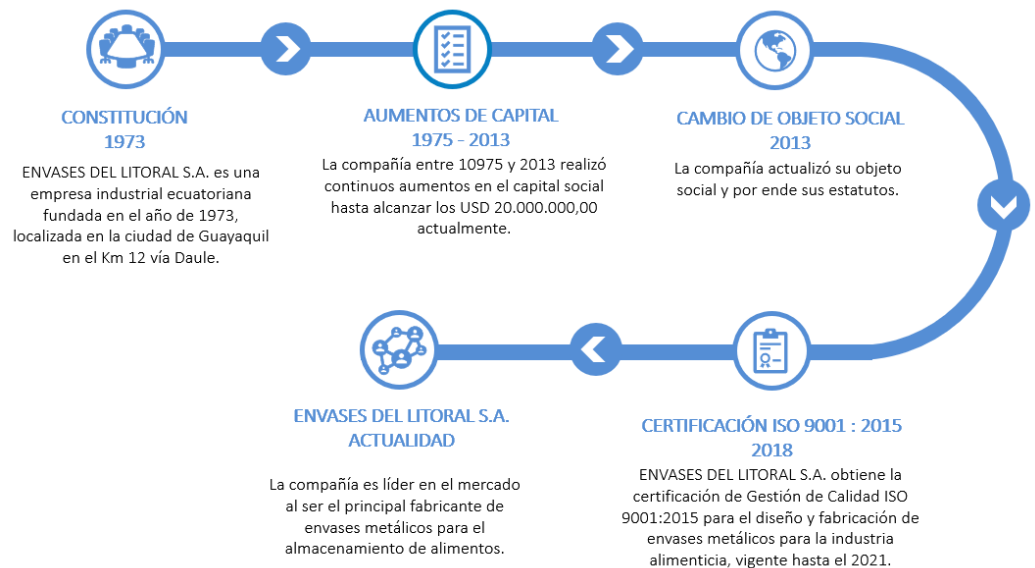 CONSTITUCIÓN
1973
ENVASES DEL LITORAL S.A. es una
empresa industrial ecuatoriana
fundada en el año de 1973,
localizada en la ciudad de Guayaquil
en el Km 12 vía Daule.
AUMENTOS DE CAPITAL
1975 - 2013
La compañía entre 10975 y 2013 realizó
continuos aumentos en el capital social
hasta alcanzar los USD 20.000.000,00
actualmente.
CAMBIO DE OBJETO SOCIAL
2013
La compañía actualizó su objeto
social y por ende sus estatutos.
CERTIFICACIÓN ISO 9001 : 2015
2018
ENVASES DEL LITORAL S.A. obtiene la
certificación de Gestión de Calidad ISO
9001:2015 para el diseño y fabricación de
envases metálicos para la industria
alimenticia, vigente hasta el 2021.
ENVASES DEL LITORAL S.A.
ACTUALIDAD
La compañía es líder en el mercado
al ser el principal fabricante de
envases metálicos para el
almacenamiento de alimentos.